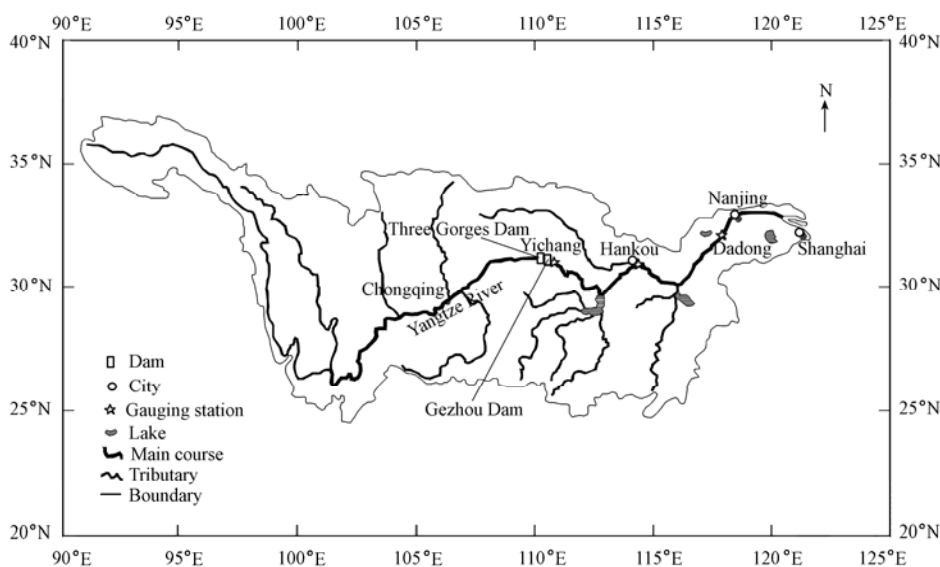 90°E 95°E 100°E 105°E 110°E 115°E 120°E 125°E
40°N 40°N
N
35°N 35°N
Nanjing
Three Gorges Dam
Yichang Hankou Dadong Shanghai
30°N 30°N
Chongqing
Yangtze River
Dam
City
Gezhou Dam
Gauging station
25°N 25°N
Lake
Main course
Tributary
Boundary
20°N 20°N
90°E 95°E 100°E 105°E 110°E 115°E 120°E 125°E